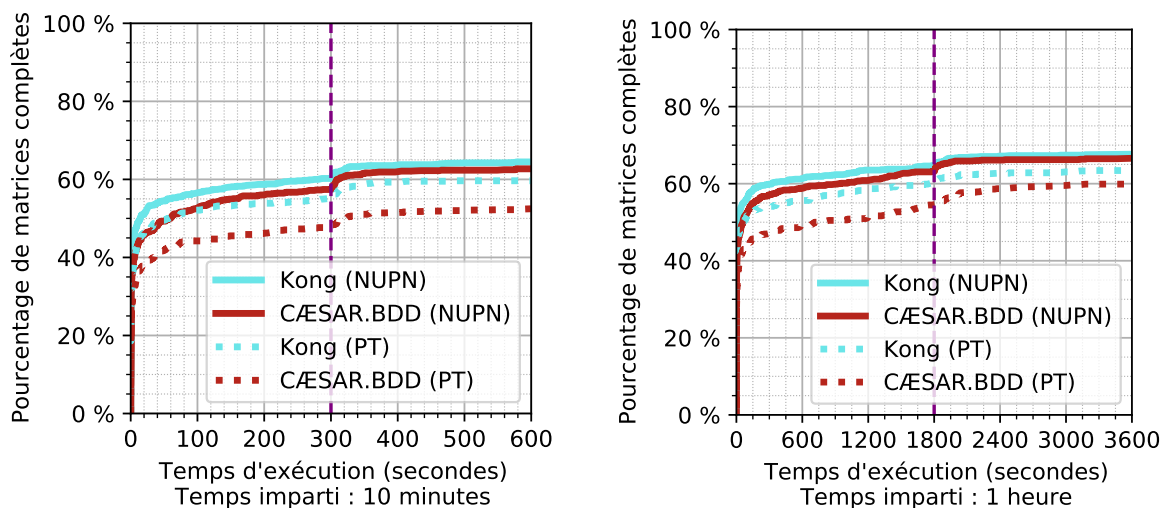 Pourcentage de matrices complètes
100 %
80 %
60 %
40 %
20 %
0 %
Kong (NUPN)
CÆSAR.BDD (NUPN)
Kong (PT)
CÆSAR.BDD (PT)
0 100 200 300 400 500 600
Temps d'exécution (secondes)
Temps imparti : 10 minutes
Pourcentage de matrices complètes
100 %
80 %
60 %
40 %
20 %
0 %
Kong (NUPN)
CÆSAR.BDD (NUPN)
Kong (PT)
CÆSAR.BDD (PT)
0 600 1200 1800 2400 3000 3600
Temps d'exécution (secondes)
Temps imparti : 1 heure